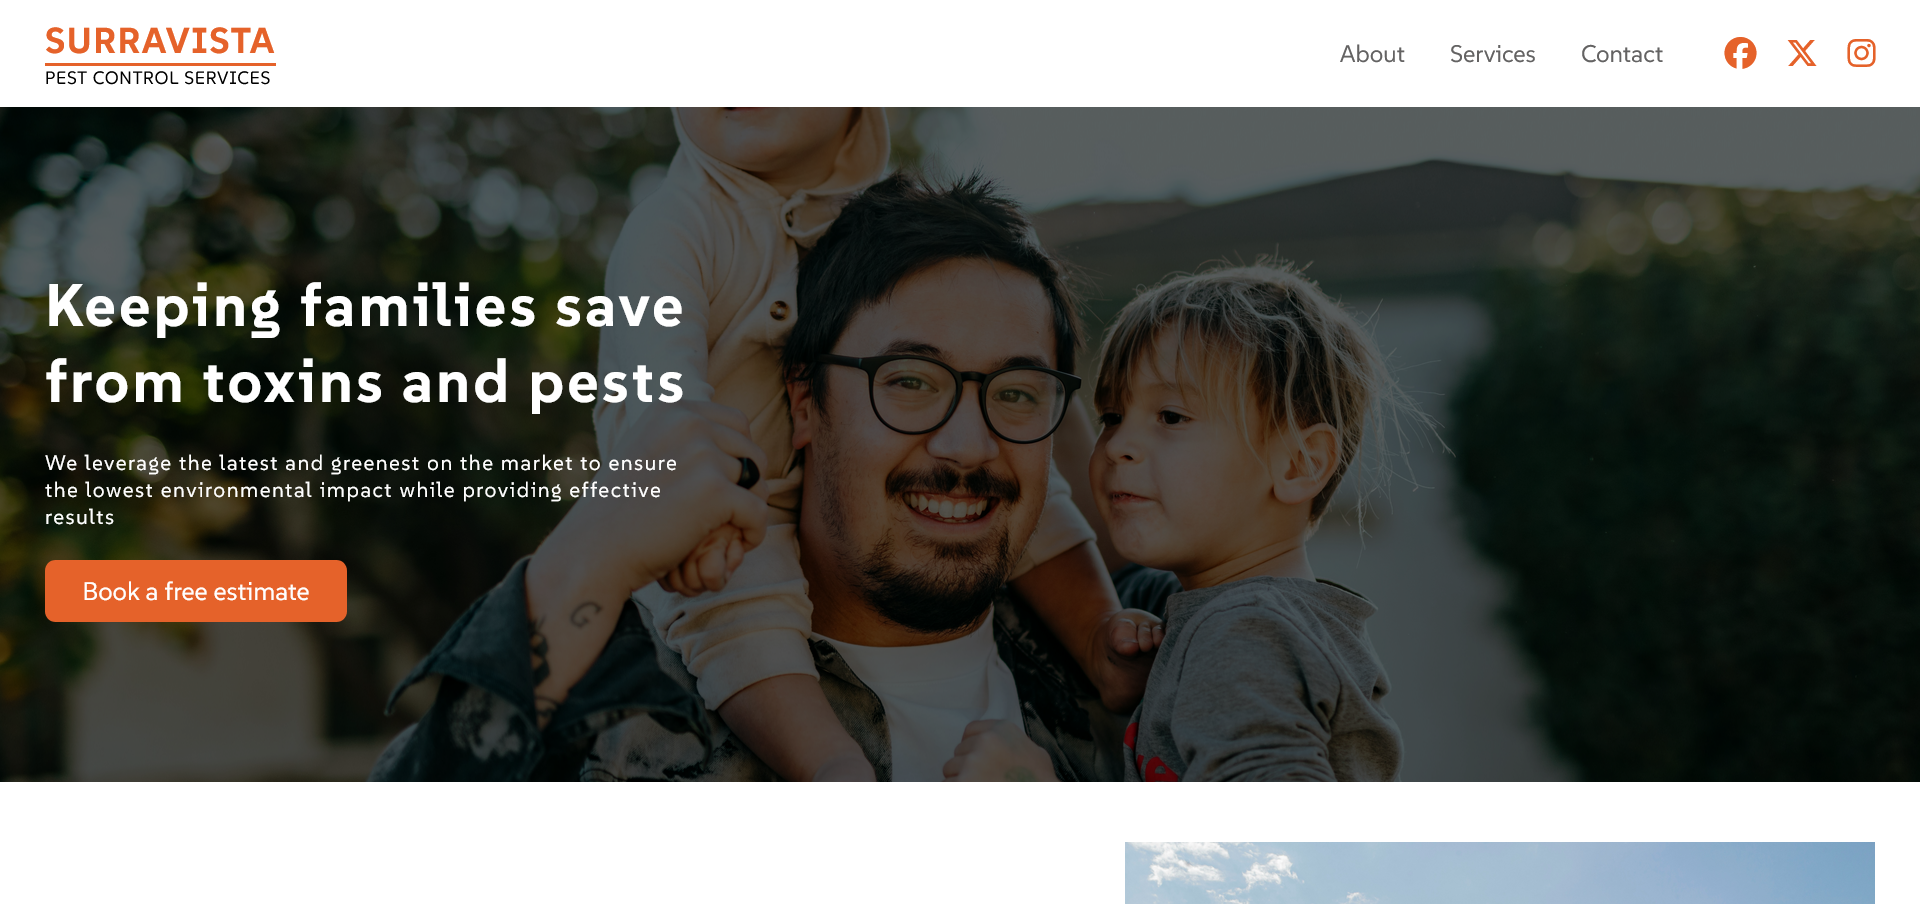 SURRAVISTA
PEST CONTROL SERVICES
About Services Contact
Keeping families save
from toxins and pests
We leverage the latest and greenest on the market to ensure
the lowest environmental impact while providing effective
results
Book a free estimate